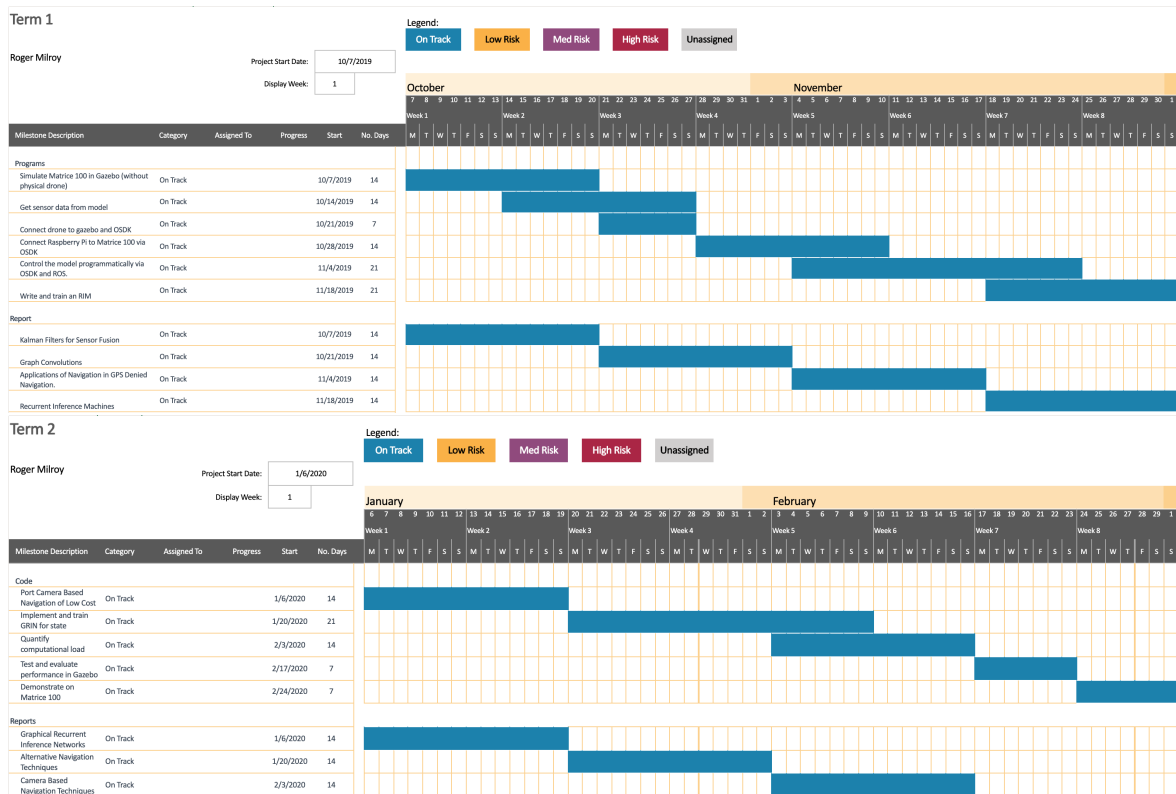 Term 1
Legend:
On Track Low Risk Med Risk High Risk Unassigned
Roger Milroy
Project Start Date: 10/7/2019
Display Week: 1
October November
7 8 9 10 11 12 13 14 15 16 17 18 19 20 21 22 23 24 25 26 27 28 29 30 31 1 2 3 4 5 6 7 8 9 10 11 12 13 14 15 16 17 18 19 20 21 22 23 24 25 26 27 28 29 30 1
Week 1 Week 2 Week 3 Week 4 Week 5 Week 6 Week 7 Week 8
Milestone Description Category Assigned To Progress Start No. Days M T W T F S S M T W T F S S M T W T F S S M T W T F S S M T W T F S S M T W T F S S M T W T F S S M T W T F S S
Programs
Simulate Matrice 100 in Gazebo (without
physical drone)
On Track 10/7/2019 14
Get sensor data from model On Track 10/14/2019 14
Connect drone to gazebo and OSDK On Track 10/21/2019 7
Connect Raspberry Pi to Matrice 100 via
OSDK
On Track 10/28/2019 14
Control the model programmatically via
OSDK and ROS.
On Track 11/4/2019 21
Write and train an RIM On Track 11/18/2019 21
Report
Kalman Filters for Sensor Fusion On Track 10/7/2019 14
Graph Convolutions On Track 10/21/2019 14
Applications of Navigation in GPS Denied
Navigation.
On Track 11/4/2019 14
Recurrent Inference Machines On Track 11/18/2019 14
Term 2
Legend:
On Track Low Risk Med Risk High Risk Unassigned
Roger Milroy
Project Start Date: 1/6/2020
Display Week: 1
January February
6 7 8 9 10 11 12 13 14 15 16 17 18 19 20 21 22 23 24 25 26 27 28 29 30 31 1 2 3 4 5 6 7 8 9 10 11 12 13 14 15 16 17 18 19 20 21 22 23 24 25 26 27 28 29 1
Week 1 Week 2 Week 3 Week 4 Week 5 Week 6 Week 7 Week 8
Milestone Description Category Assigned To Progress Start No. Days M T W T F S S M T W T F S S M T W T F S S M T W T F S S M T W T F S S M T W T F S S M T W T F S S M T W T F S S
Code
Port Camera Based
Navigation of Low Cost
On Track 1/6/2020 14
Implement and train
GRIN for state
On Track 1/20/2020 21
Quantify
computational load
On Track 2/3/2020 14
Test and evaluate
performance in Gazebo
On Track 2/17/2020 7
Demonstrate on
Matrice 100
On Track 2/24/2020 7
Reports
Graphical Recurrent
Inference Networks
On Track 1/6/2020 14
Alternative Navigation
Techniques
On Track 1/20/2020 14
Camera Based
Navigation Techniques
On Track 2/3/2020 14